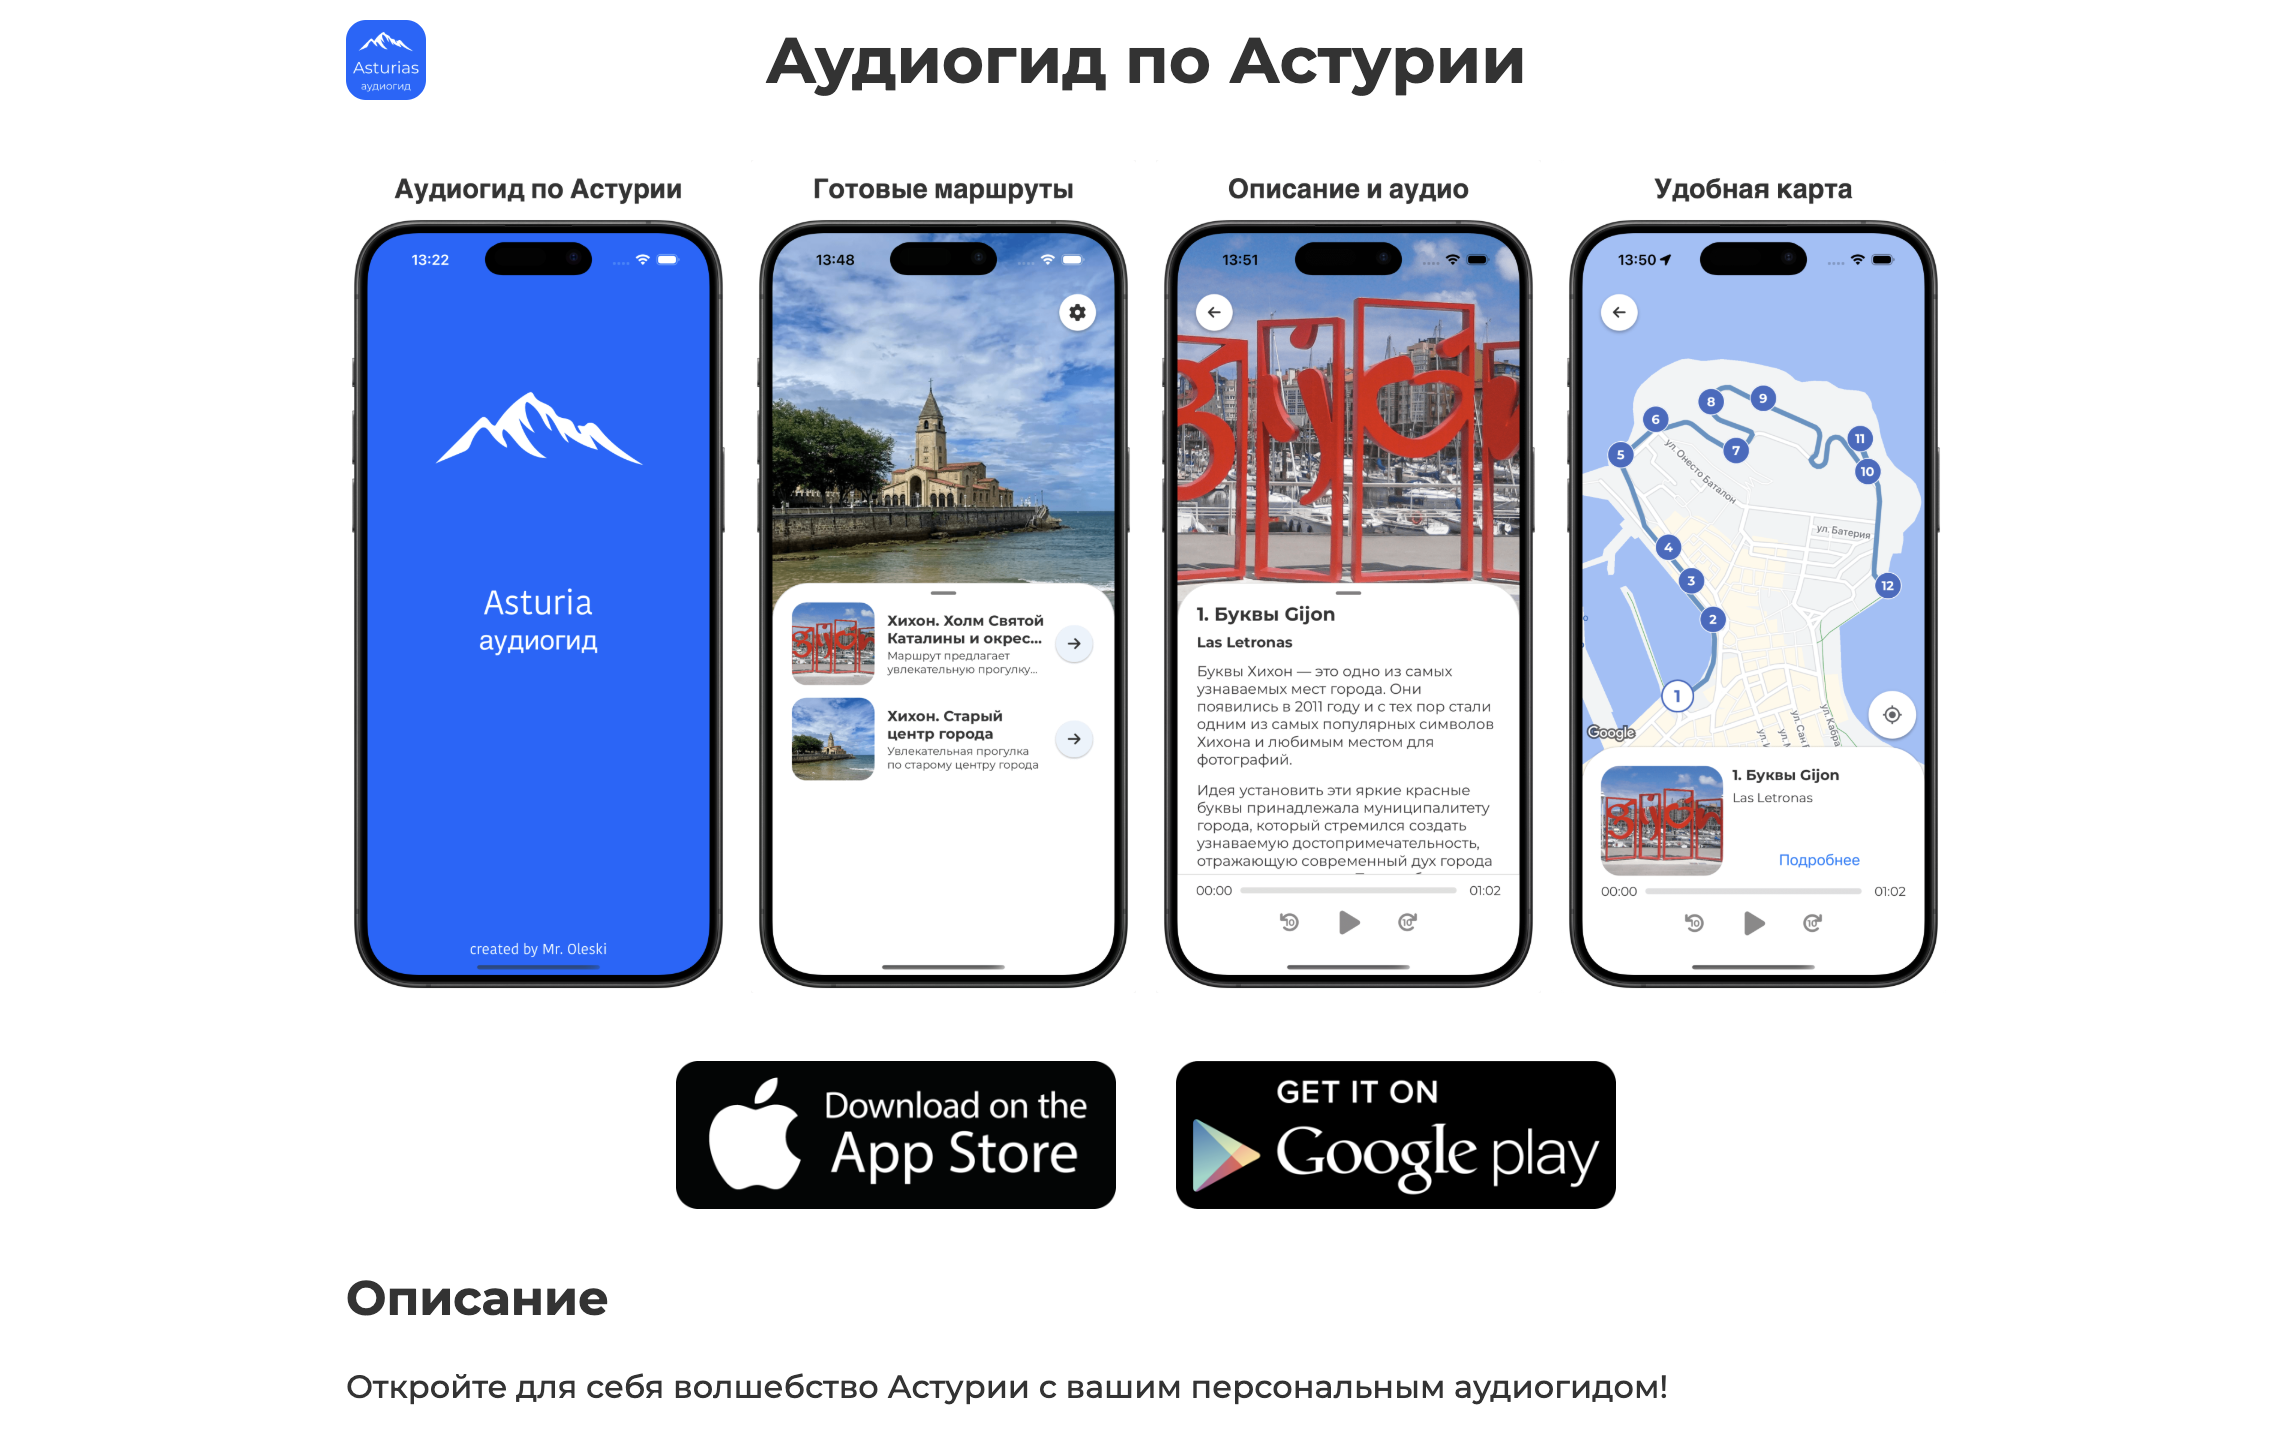 Asturias
аудиогид
Аудиогид по Астурии
Аудиогид по Астурии
13:22
Asturia
аудиогид
created by Mr. Oleski
Готовые маршруты
13:48
Хихон. Холм Святой
Каталины и окрес...
Маршрут предлагает
увлекательную прогулку...
Хихон. Старый
центр города
Увлекательная прогулка
по старому центру города
Описание и аудио
13:51
1. Буквы Gijon
Las Letronas
Буквы Хихон — это одно из самых
узнаваемых мест города. Они
появились в 2011 году и с тех пор стали
одним из самых популярных символов
Хихона и любимым местом для
фотографий.
Идея установить эти яркие красные
буквы принадлежала муниципалитету
города, который стремился создать
узнаваемую достопримечательность,
отражающую современный дух города
00:00
01:02
10
10
Удобная карта
13:50
8
9
6
7
11
5
10
ул. Онесто Баталон
ул. Батерия
4
3
12
2
1
Google
1. Буквы Gijon
Las Letronas
Подробнее
00:00
01:02
10
10
Download on the
App Store
GET IT ON
Google play
Описание
Откройте для себя волшебство Астурии с вашим персональным аудиогидом!